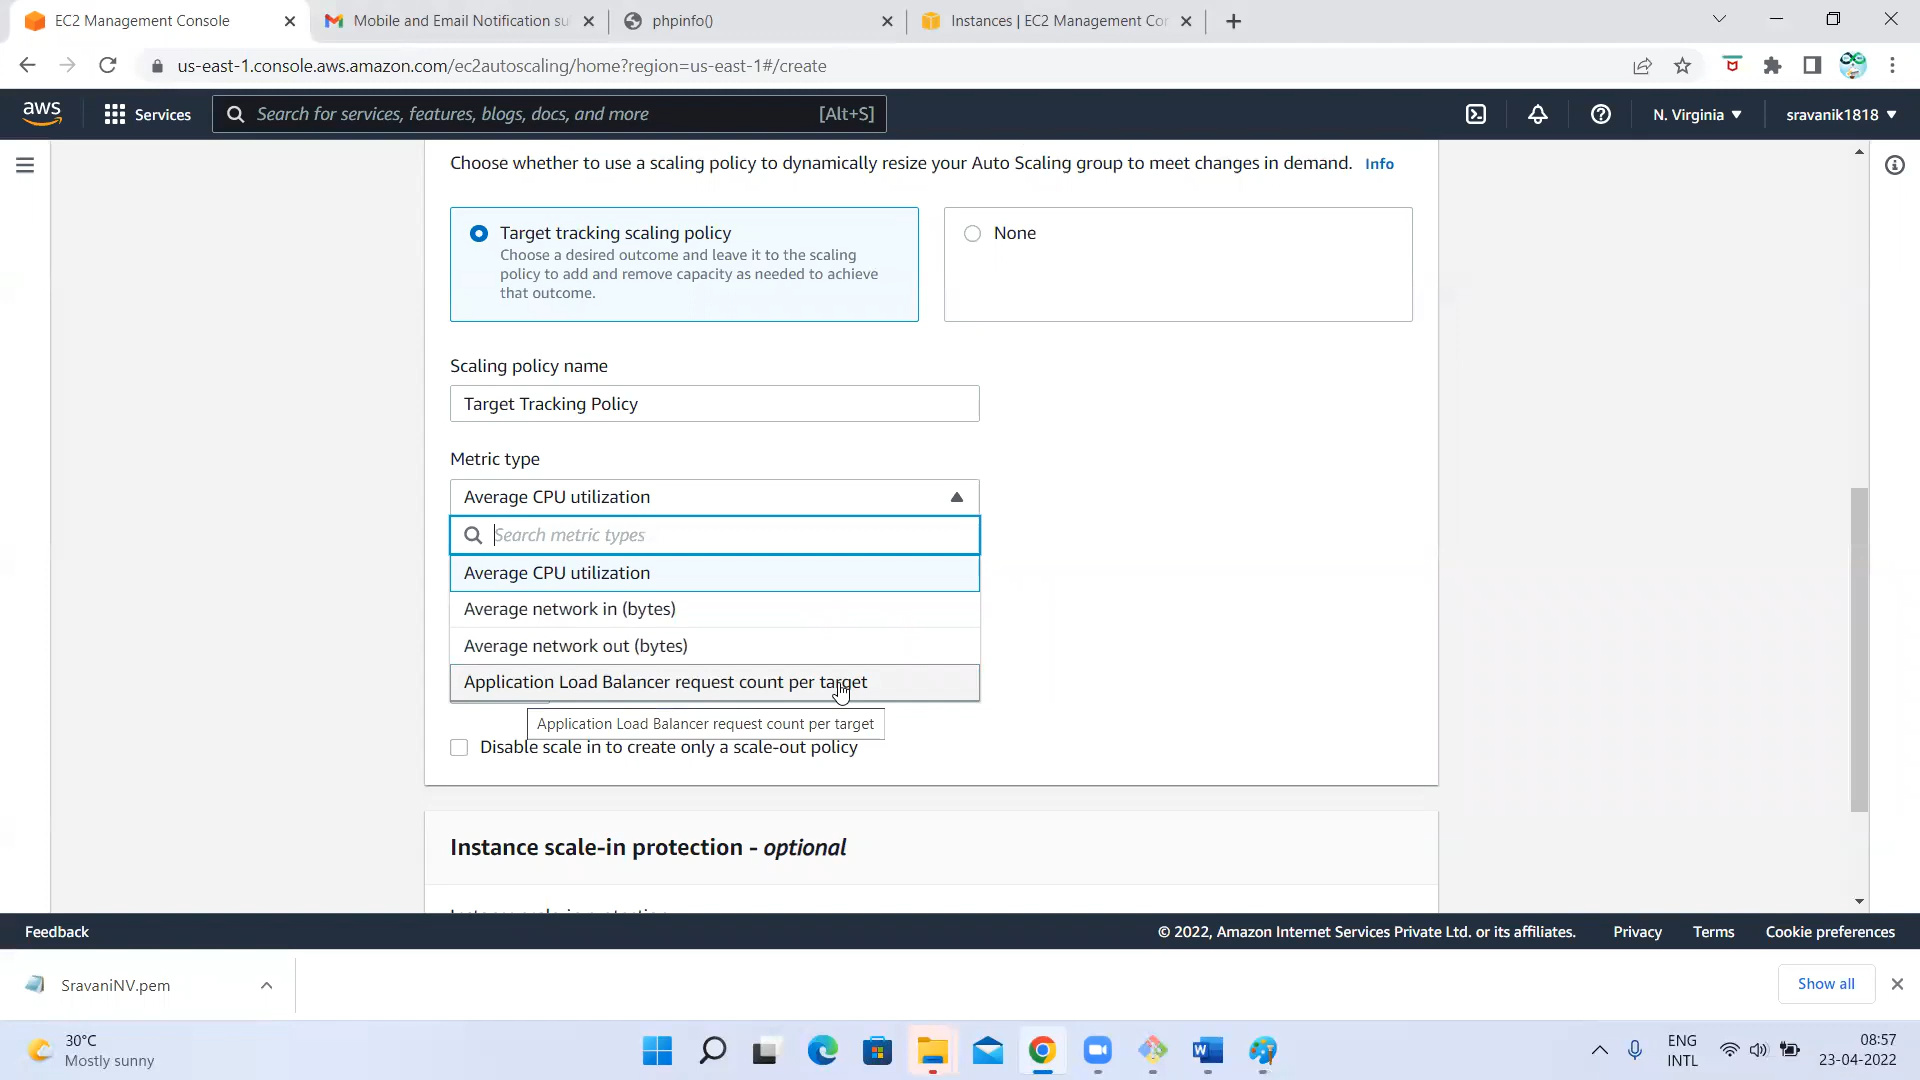 EC2 Management Console
Mobile and Email Notification su
phpinfo()
Instances | EC2 Management Con
us-east-1.console.aws.amazon.com/ec2autoscaling/home?region=us-east-1#/create
aws
Services
Search for services, features, blogs, docs, and more
[Alt+S]
N. Virginia
sravanik1818
Choose whether to use a scaling policy to dynamically resize your Auto Scaling group to meet changes in demand. Info
Target tracking scaling policy
Choose a desired outcome and leave it to the scaling
policy to add and remove capacity as needed to achieve
that outcome.
None
Scaling policy name
Target Tracking Policy
Metric type
Average CPU utilization
Search metric types
Average CPU utilization
Average network in (bytes)
Average network out (bytes)
Application Load Balancer request count per target
Application Load Balancer request count per target
Disable scale in to create only a scale-out policy
Instance scale-in protection - optional
Feedback
© 2022, Amazon Internet Services Private Ltd. or its affiliates.
Privacy
Terms
Cookie preferences
SravaniNV.pem
Show all
30°C
Mostly sunny
ENG
INTL
08:57
23-04-2022